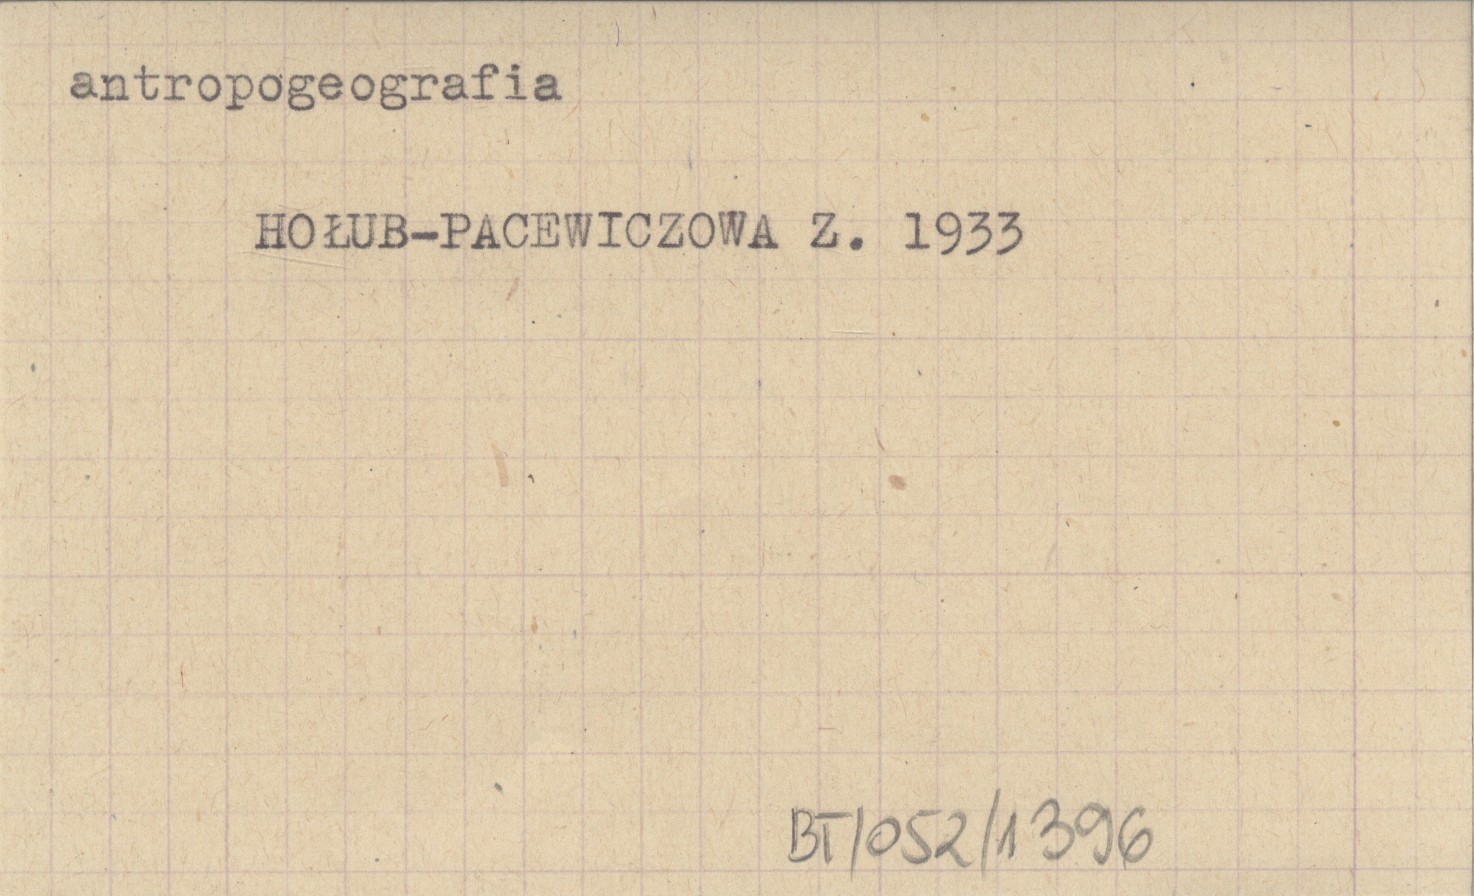 antropogeografia
HOŁUB-PACEWICZOWA Z. 1933
BT/052/1396